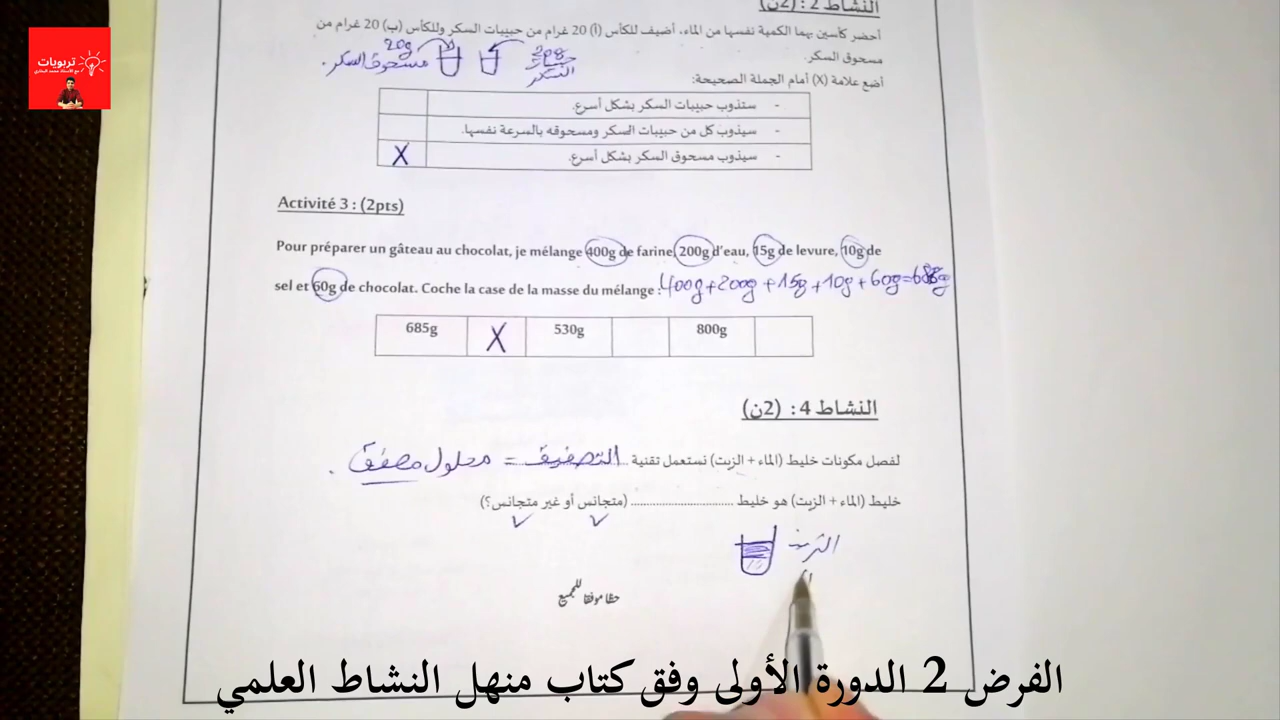 تربويات
النشاط 2 : (2ن)
أحضر كأسين بهما الكمية نفسها من الماء، أضيف للكأس (أ) 20 غرام من حبيبات السكر وللكأس (ب) 20 غرام من
مسحوق السكر.
20g
مسحوق السكر.
20g
السكر
أضع علامة (X) أمام الجملة الصحيحة:
- ستذوب حبيبات السكر بشكل أسرع.
- سيذوب كل من حبيبات السكر ومسحوقه بالسرعة نفسها.
- سيذوب مسحوق السكر بشكل أسرع. X
Activité 3 : (2pts)
Pour préparer un gâteau au chocolat, je mélange 400g de farine, 200g d'eau, 15g de levure, 10g de
sel et 60g de chocolat. Coche la case de la masse du mélange : 400g+200g+15g+10g+60g=685g
685g X 530g 800g
النشاط 4 : (2ن)
لفصل مكونات خليط (الماء + الزيت) نستعمل تقنية التصفيق = محلول مصفق.
خليط (الماء + الزيت) هو خليط .............................. (متجانس أو غير متجانس؟)
حظا موفقا للجميع
الفرض 2 الدورة الأولى وفق كتاب منهل النشاط العلمي